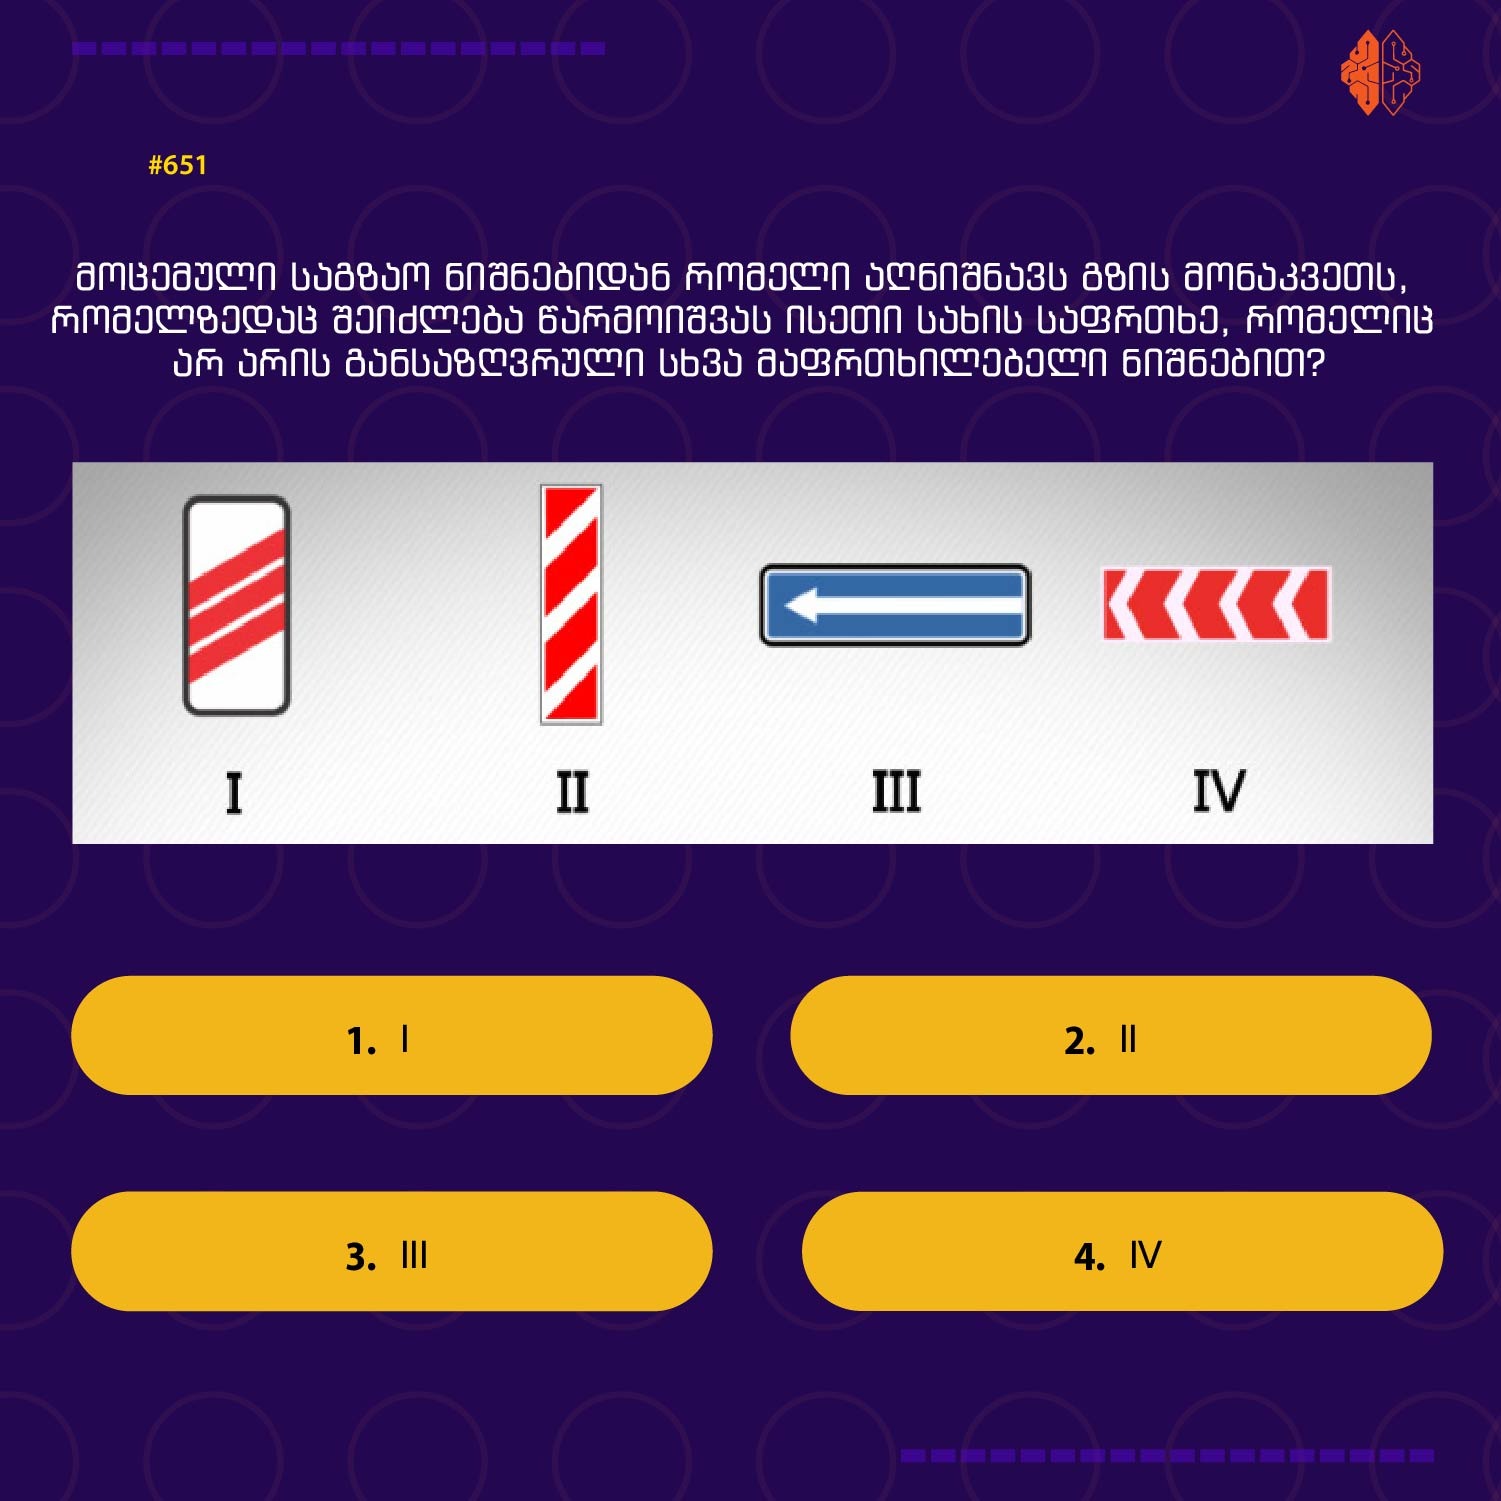 #651
მოცემული საგზაო ნიშნებიდან რომელი აღნიშნავს გზის მონაკვეთს,
რომელზედაც შეიძლება წარმოიშვას ისეთი სახის საფრთხე, რომელიც
არ არის განსაზღვრული სხვა მაფრთხილებელი ნიშნებით?
I II III IV
1. I
2. II
3. III
4. IV